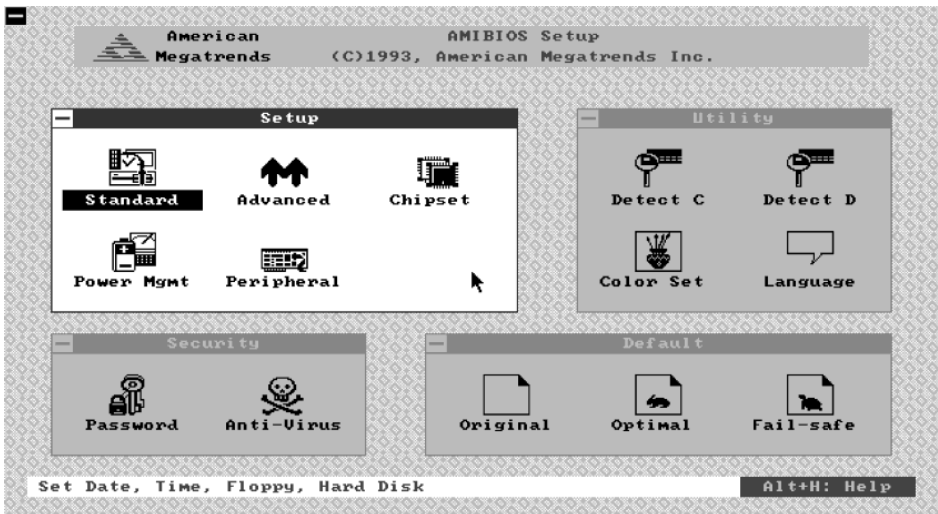 American
Megatrends
AMIBIOS Setup
(C)1993, American Megatrends Inc.
Setup
Standard
Advanced
Chipset
Power Mgmt
Peripheral
Utility
Detect C
Detect D
Color Set
Language
Security
Password
Anti-Virus
Default
Original
Optimal
Fail-safe
Set Date, Time, Floppy, Hard Disk
Alt+H: Help